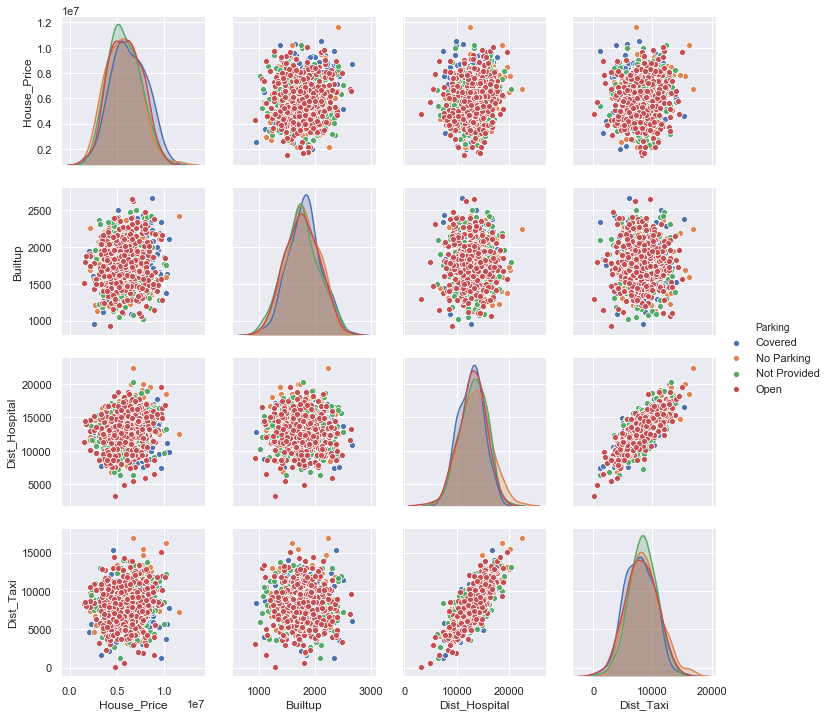 1e7
1.2
1.0
0.8
0.6
0.4
0.2
House_Price
2500
2000
1500
1000
Builtup
Parking
Covered
No Parking
Not Provided
Open
20000
15000
10000
5000
Dist_Hospital
15000
10000
5000
0
Dist_Taxi
0.0 0.5 1.0
House_Price 1e7
1000 2000 3000
Builtup
0 10000 20000
Dist_Hospital
0 10000 20000
Dist_Taxi